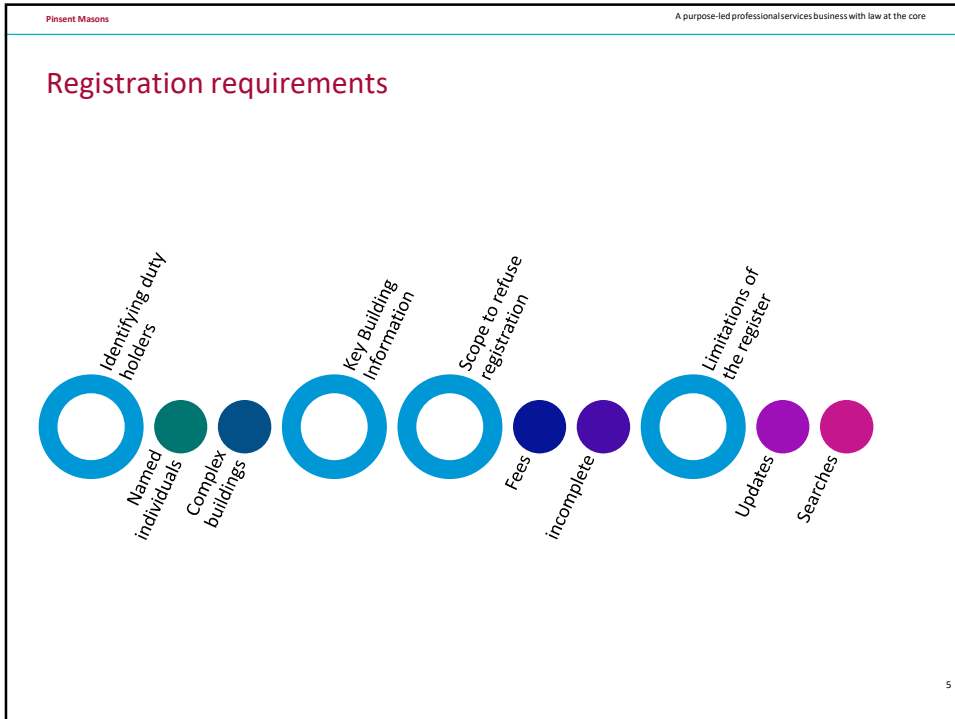 Pinsent Masons
A purpose-led professional services business with law at the core
Registration requirements
Identifying duty
holders
Named
individuals
Complex
buildings
Key Building
Information
Scope to refuse
registration
Fees
incomplete
Limitations of
the register
Updates
Searches
5